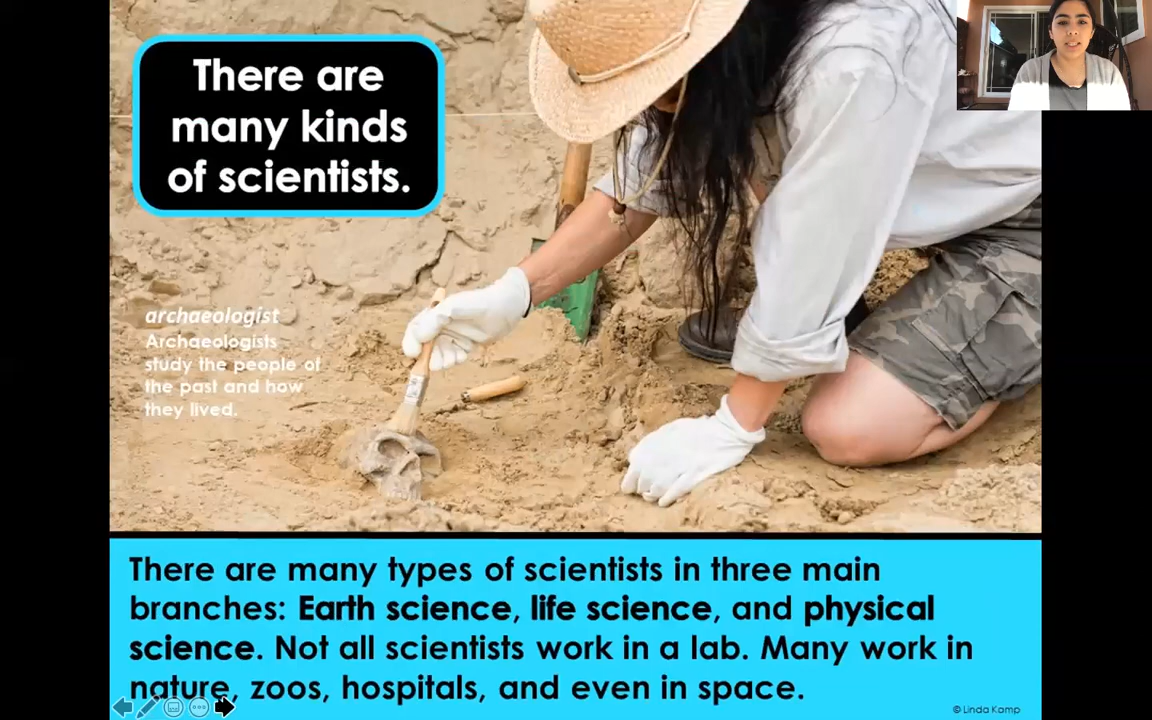 There are
many kinds
of scientists.
archaeologist
Archaeologists
study the people of
the past and how
they lived.
There are many types of scientists in three main
branches: Earth science, life science, and physical
science. Not all scientists work in a lab. Many work in
nature, zoos, hospitals, and even in space.
© Linda Kamp